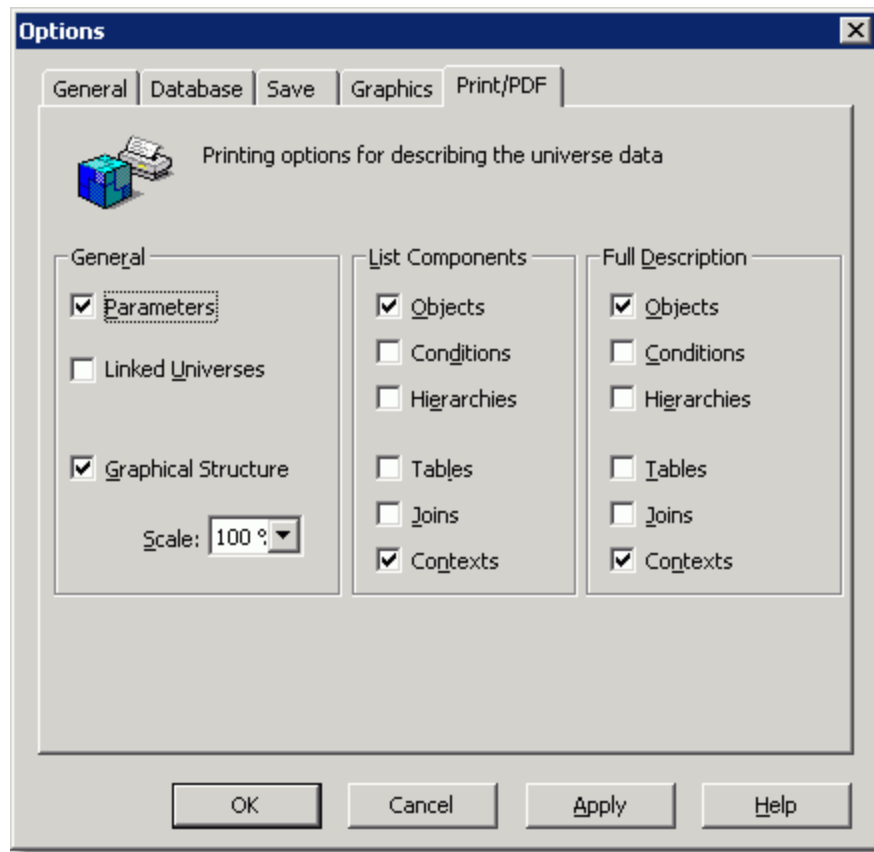 Options
General Database Save Graphics Print/PDF
Printing options for describing the universe data
General
Parameters
Linked Universes
Graphical Structure
Scale: 100 %
List Components
Objects
Conditions
Hierarchies
Tables
Joins
Contexts
Full Description
Objects
Conditions
Hierarchies
Tables
Joins
Contexts
OK Cancel Apply Help